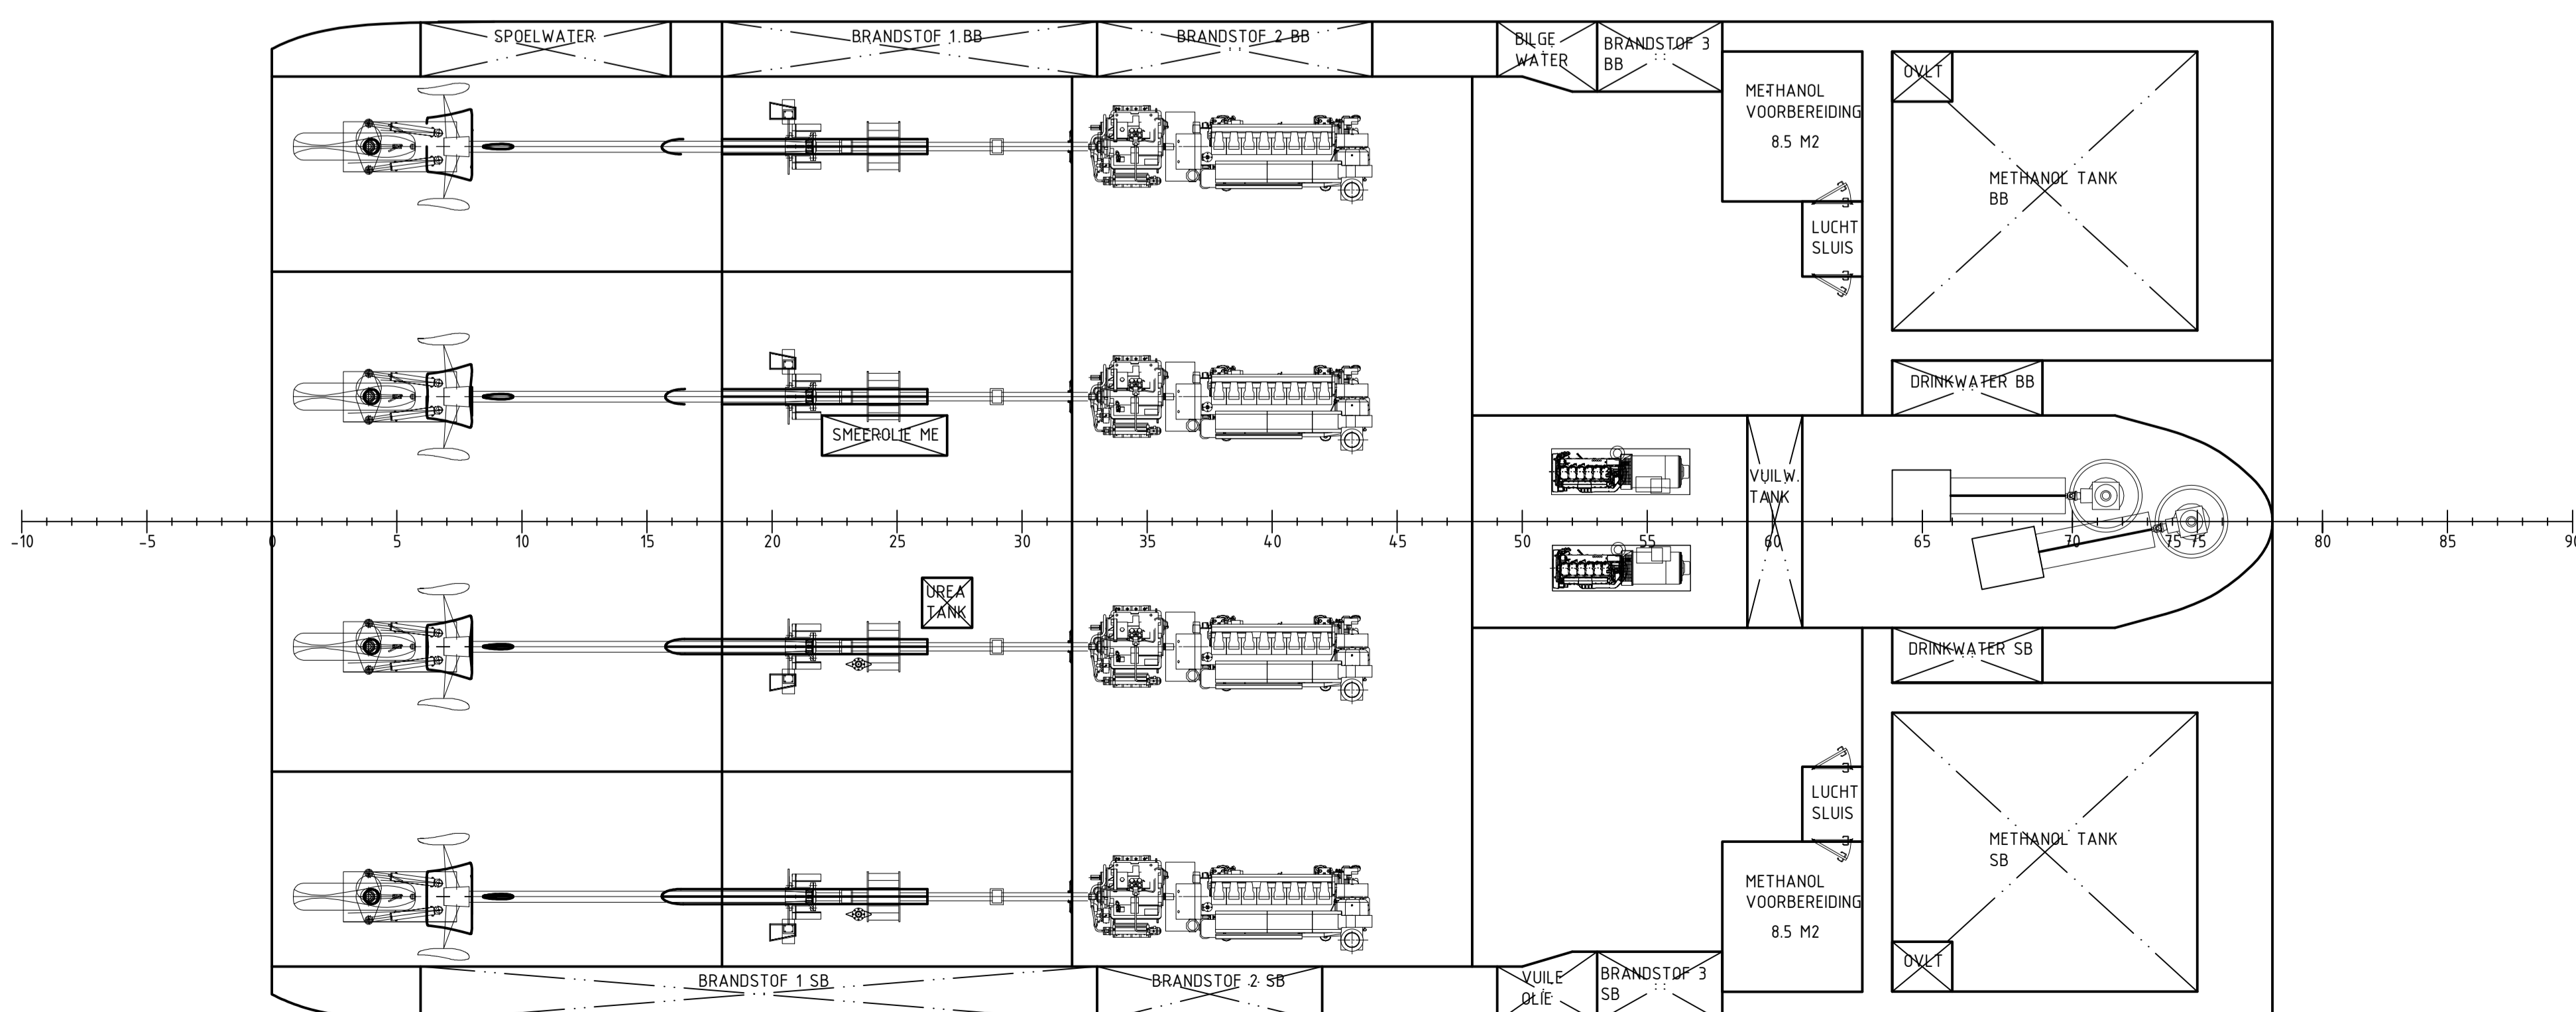 SPOELWATER
BRANDSTOF 1 BB
BRANDSTOF 2 BB
BILGE
WATER
BRANDSTOF 3
BB
METHANOL
VOORBEREIDING
8.5 M2
OVLT
METHANOL TANK
BB
LUCHT
SLUIS
DRINKWATER BB
SMEEROLIE ME
VUILW.
TANK
-10 -5 0 5 10 15 20 25 30 35 40 45 50 55 60 65 70 75 75 80 85 90
UREA
TANK
DRINKWATER SB
LUCHT
SLUIS
METHANOL TANK
SB
METHANOL
VOORBEREIDING
8.5 M2
OVLT
BRANDSTOF 1 SB
BRANDSTOF 2 SB
VUILE
OLIE
BRANDSTOF 3
SB